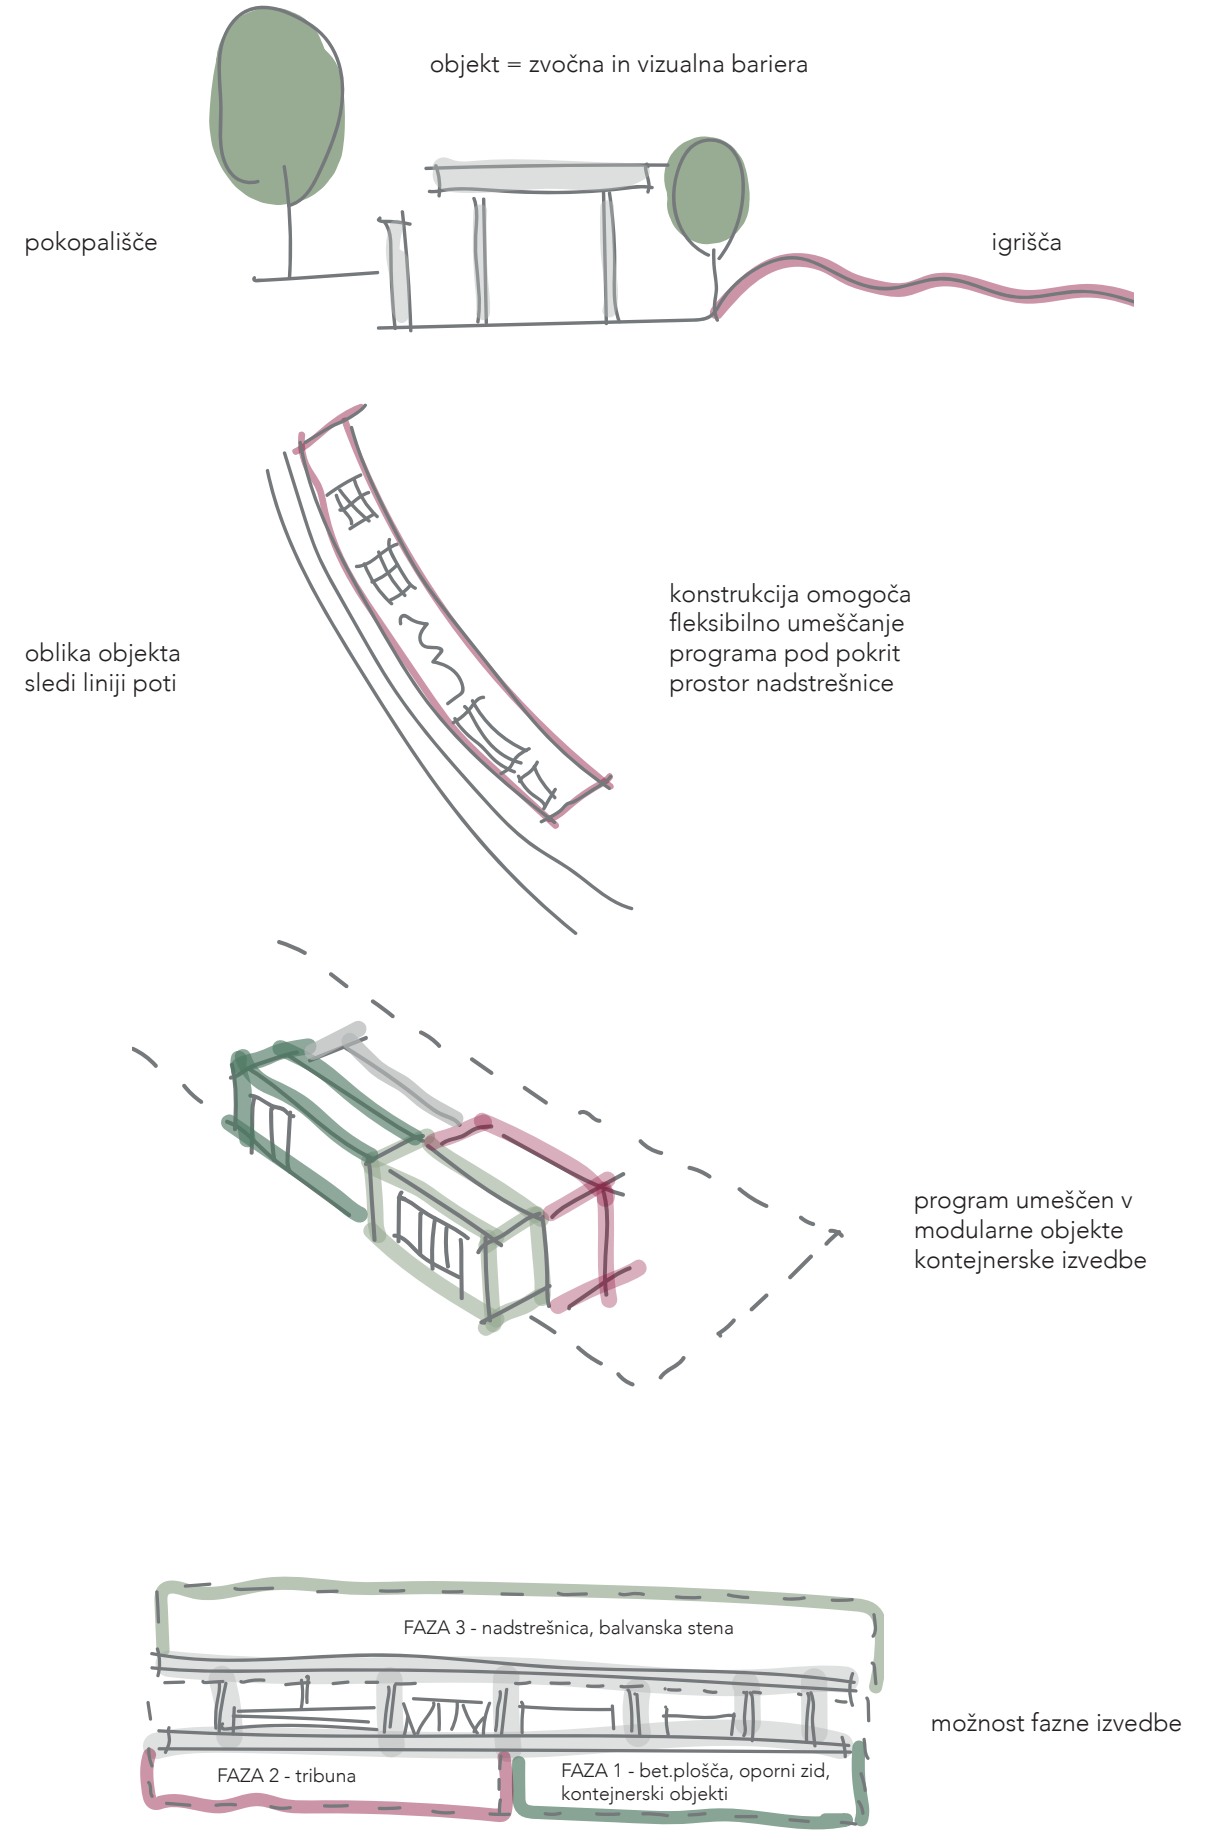 objekt = zvočna in vizualna bariera
pokopališče
igrišča
konstrukcija omogoča
fleksibilno umeščanje
programa pod pokrit
prostor nadstrešnice
oblika objekta
sledi liniji poti
program umeščen v
modularne objekte
kontejnerske izvedbe
FAZA 3 - nadstrešnica, balvanska stena
možnost fazne izvedbe
FAZA 2 - tribuna
FAZA 1 - bet.plošča, oporni zid,
kontejnerski objekti